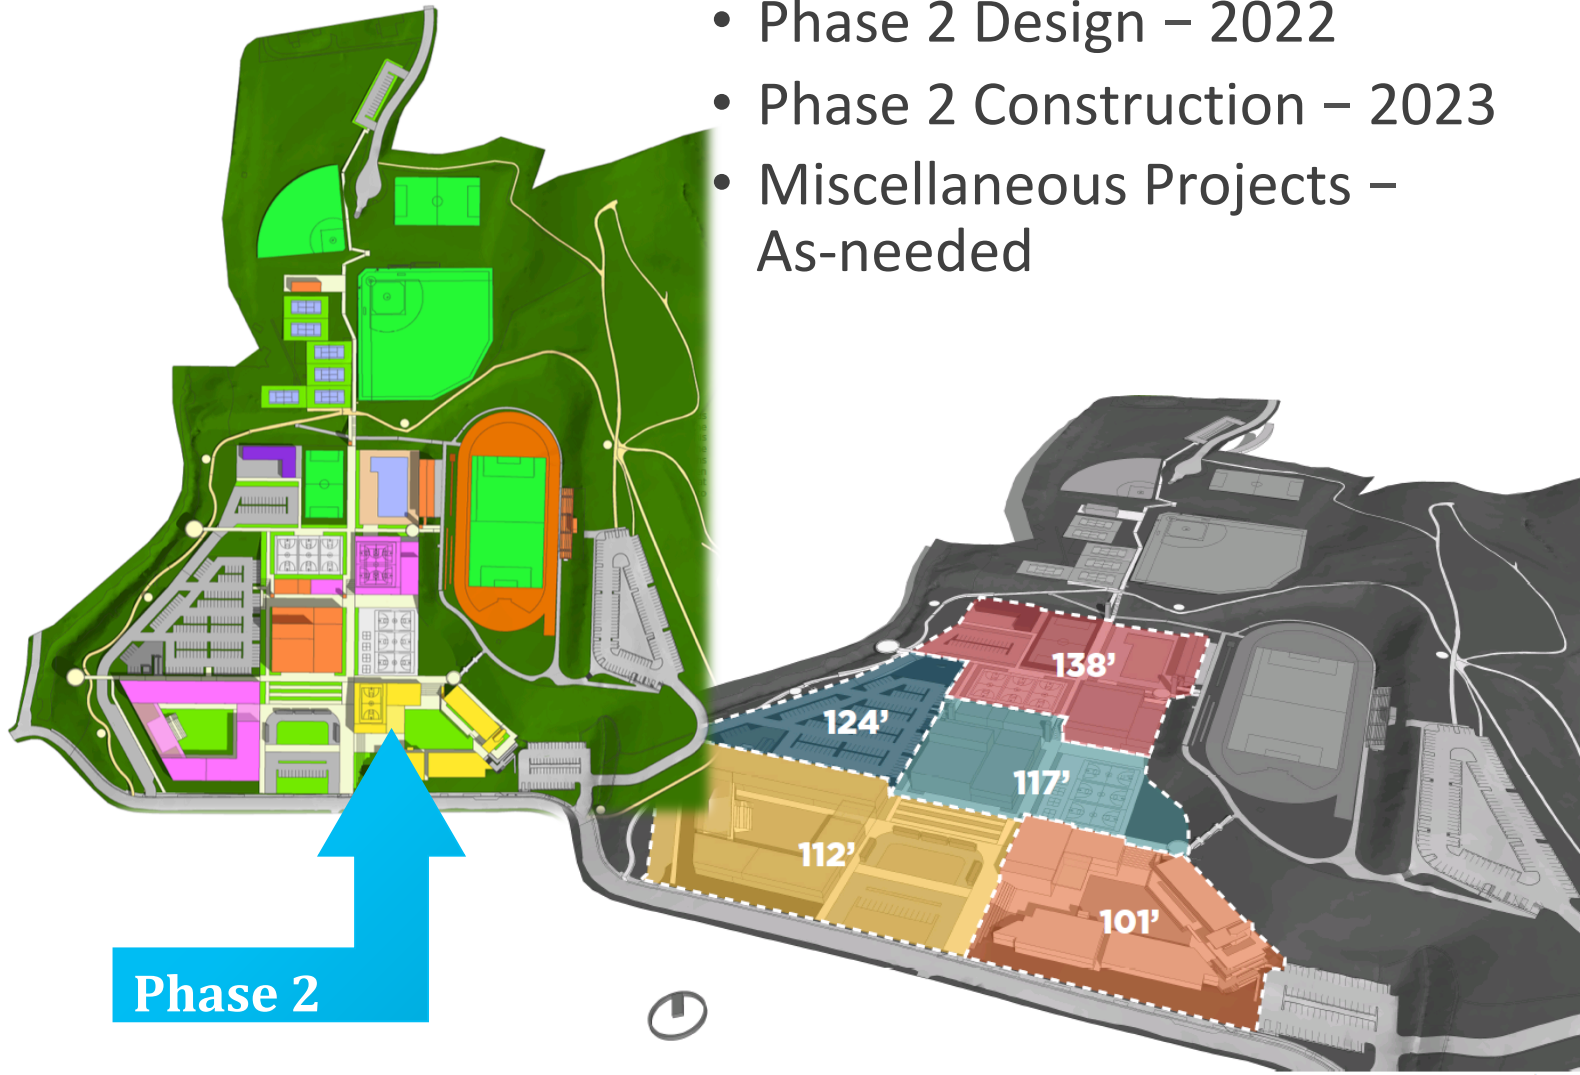 • Phase 2 Design – 2022
• Phase 2 Construction – 2023
• Miscellaneous Projects –
As-needed
138’
124’
117’
112’
101’
Phase 2